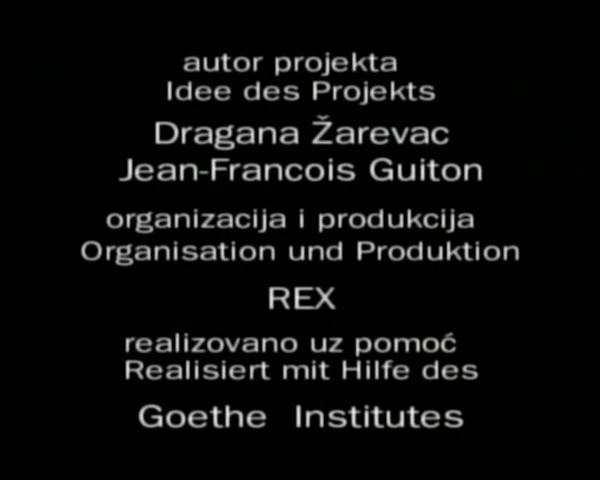 autor projekta
Idee des Projekts
Dragana Žarevac
Jean-Francois Guiton
organizacija i produkcija
Organisation und Produktion
REX
realizovano uz pomoć
Realisiert mit Hilfe des
Goethe Institutes